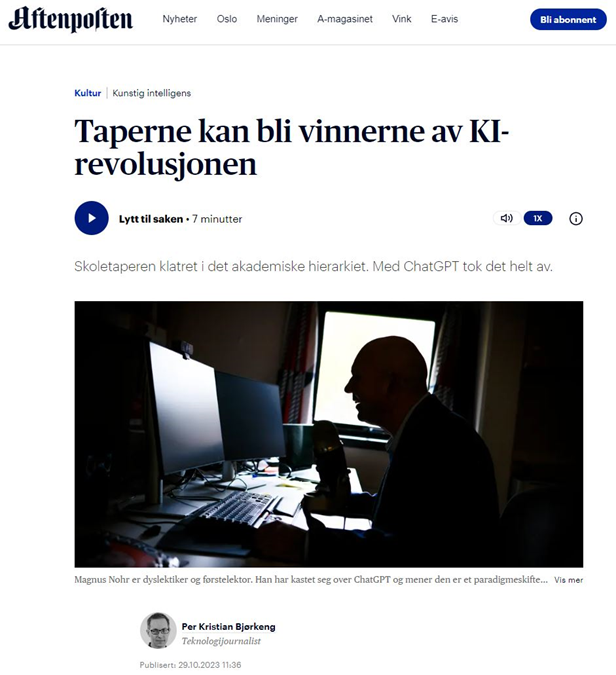 Aftenposten
Nyheter Oslo Meninger A-magasinet Vink E-avis
Bli abonnent
Kultur | Kunstig intelligens
Taperne kan bli vinnerne av KI-
revolusjonen
Lytt til saken • 7 minutter
1X
Skoletaperen klatret i det akademiske hierarkiet. Med ChatGPT tok det helt av.
Magnus Nohr er dyslektiker og førstelektor. Han har kastet seg over ChatGPT og mener den er et paradigmeskifte... Vis mer
Per Kristian Bjørkeng
Teknologijournalist
Publisert: 29.10.2023 11:36